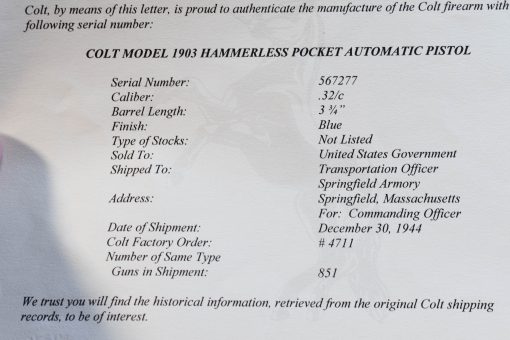 Colt, by means of this letter, is proud to authenticate the manufacture of the Colt firearm with
following serial number:
COLT MODEL 1903 HAMMERLESS POCKET AUTOMATIC PISTOL
Serial Number: 567277
Caliber: .32/c
Barrel Length: 3 ¾”
Finish: Blue
Type of Stocks: Not Listed
Sold To: United States Government
Shipped To: Transportation Officer
Springfield Armory
Address: Springfield, Massachusetts
For: Commanding Officer
Date of Shipment: December 30, 1944
Colt Factory Order: # 4711
Number of Same Type
Guns in Shipment: 851
We trust you will find the historical information, retrieved from the original Colt shipping
records, to be of interest.